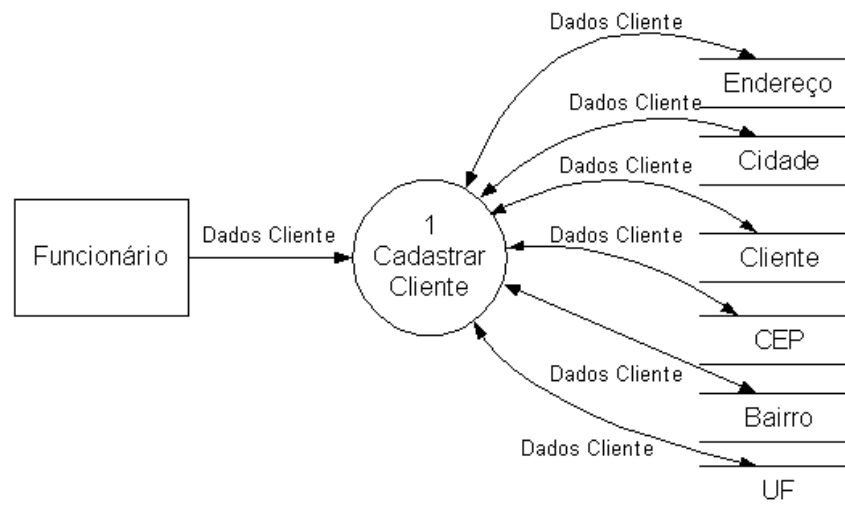 Dados Cliente
Endereço
Dados Cliente
Cidade
Dados Cliente
1
Cadastrar
Cliente
Funcionário
Dados Cliente
Dados Cliente
Cliente
CEP
Dados Cliente
Bairro
Dados Cliente
UF